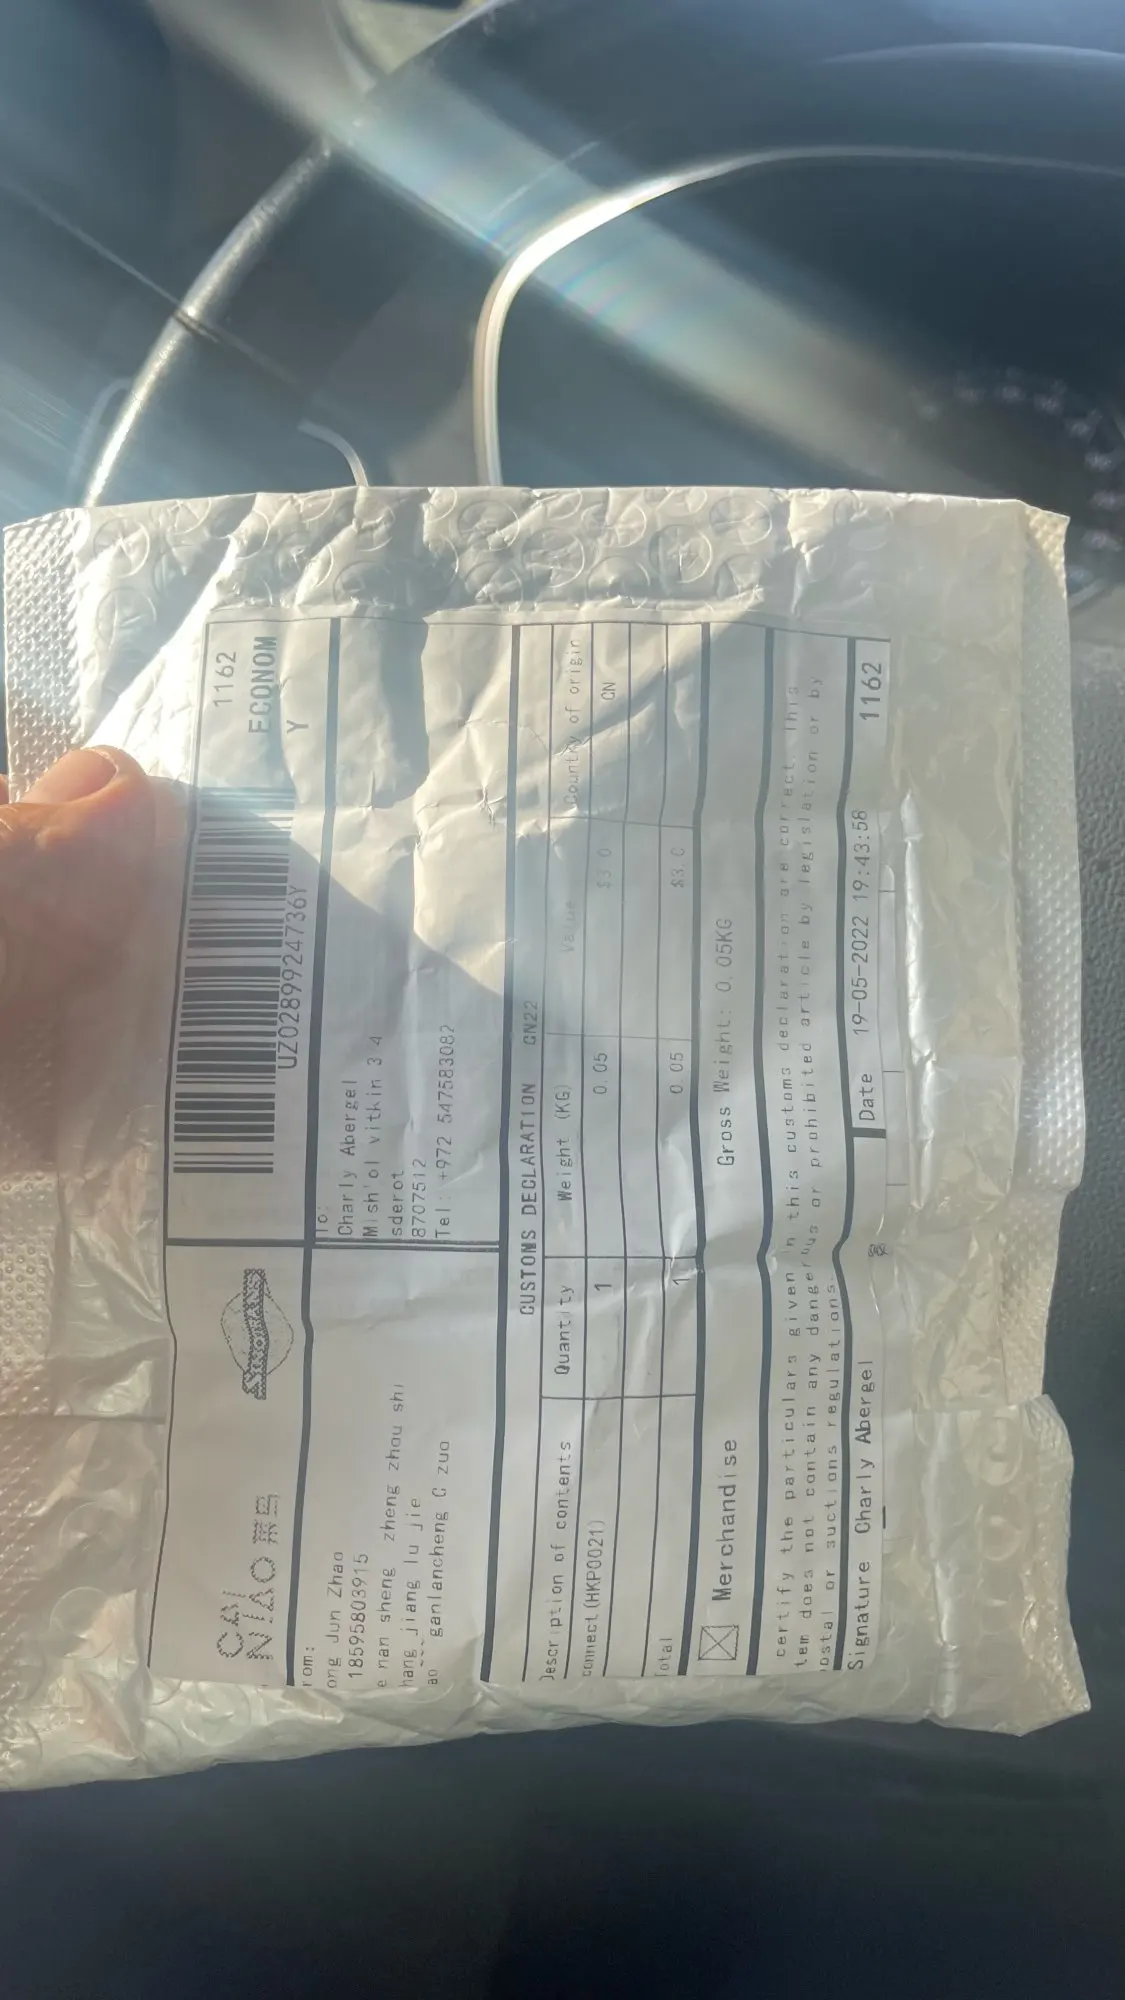 CAI
NIAO 菜鸟
UZ0289924736Y
1162
ECONOM
Y
rom:
ong Jun Zhao
18595803915
e nan sheng zheng zhou shi
hang jiang lu jie
ao ganlancheng C zuo
To:
Charly Abergel
Mish'ol vitkin 3 4
sderot
8707512
Tel: +972 547583082
CUSTOMS DECLARATION CN22
Description of contents Quantity Weight (KG) Value Country of origin
connect(HKP0021) 1 0.05 $3.0 CN
Total 1 0.05 $3.0
Merchandise Gross Weight: 0.05KG
certify the particulars given in this customs declaration are correct. This
tem does not contain any dangerous or prohibited article by legislation or by
ostal or suctions regulations.
Signature Charly Abergel Date 19-05-2022 19:43:58 1162